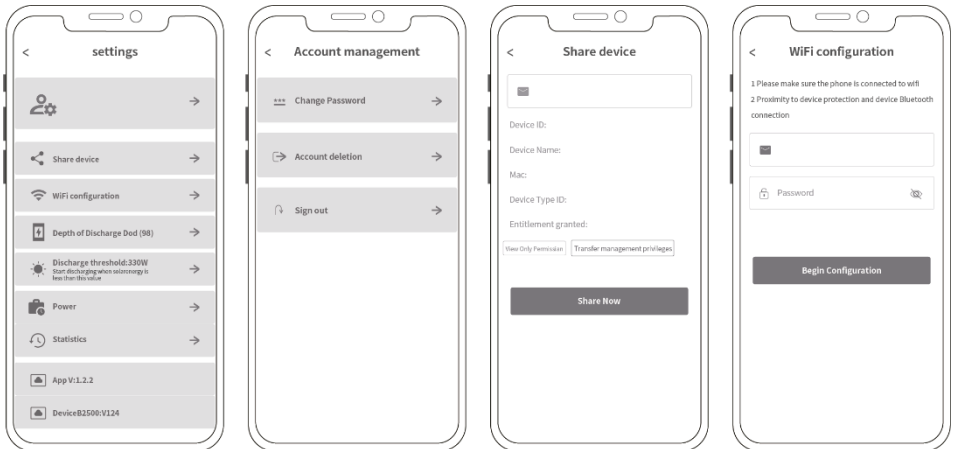 <
settings
Share device
WiFi configuration
Depth of Discharge Dod (98)
Discharge threshold:330W
Start discharging when solarenergy is
less than this value
Power
Statistics
App V:1.2.2
DeviceB2500:V124
<
Account management
Change Password
Account deletion
Sign out
<
Share device
Device ID:
Device Name:
Mac:
Device Type ID:
Entitlement granted:
View Only Permission Transfer management privileges
Share Now
<
WiFi configuration
1 Please make sure the phone is connected to wifi
2 Proximity to device protection and device Bluetooth
connection
Password
Begin Configuration